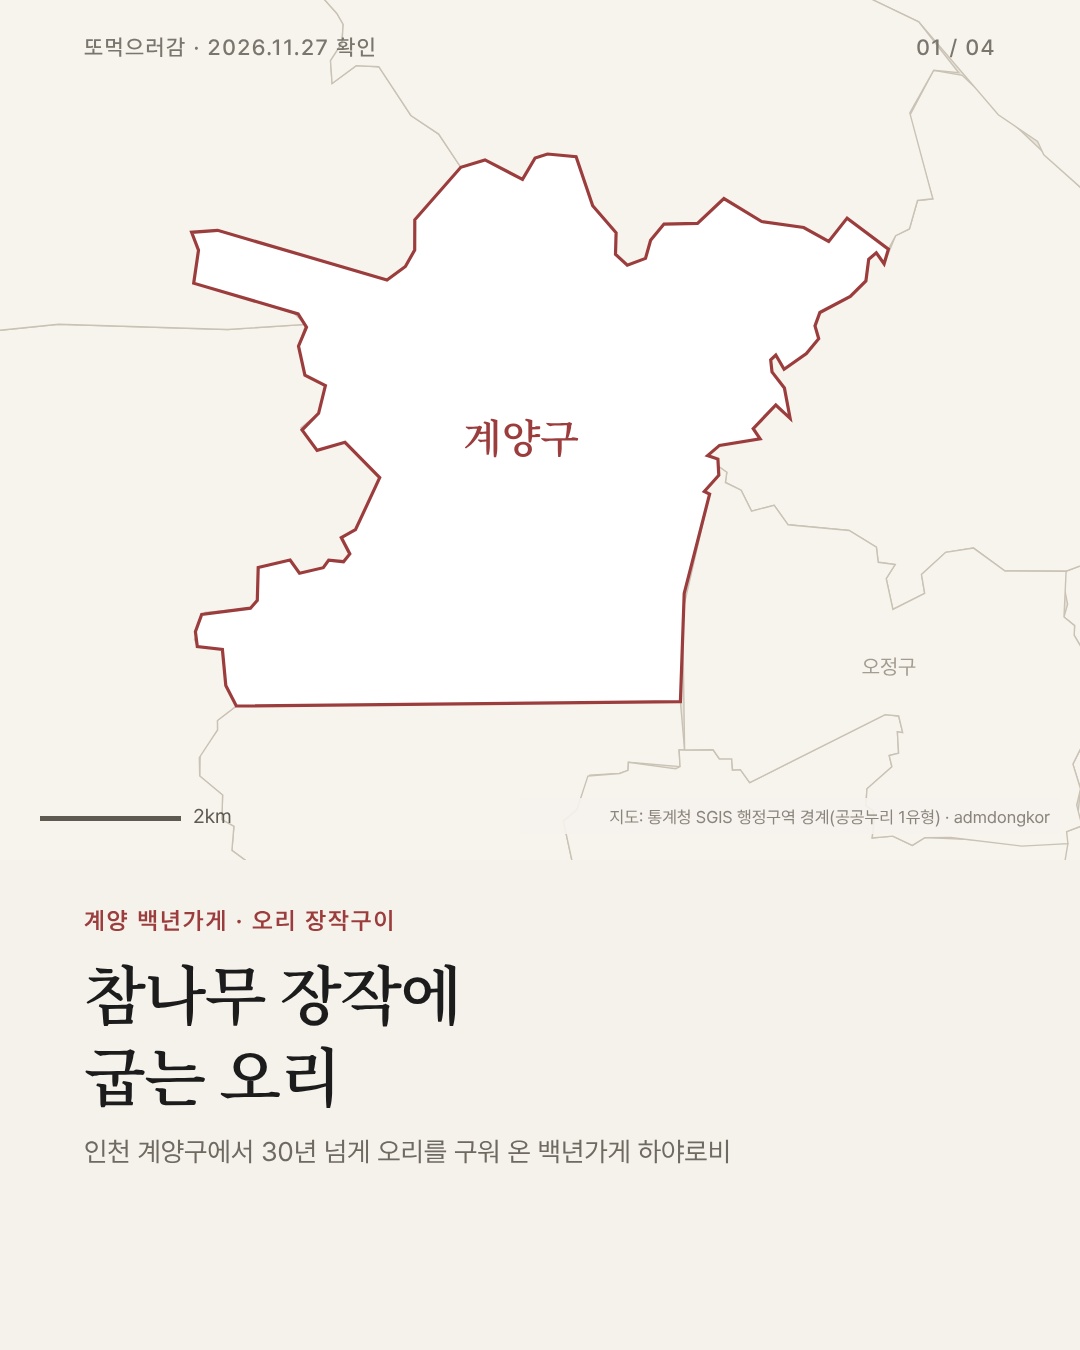 또먹으러감 · 2026.11.27 확인
01 / 04
계양구
오정구
2km
지도: 통계청 SGIS 행정구역 경계(공공누리 1유형) · admdongkor
계양 백년가게 · 오리 장작구이
참나무 장작에
굽는 오리
인천 계양구에서 30년 넘게 오리를 구워 온 백년가게 하야로비